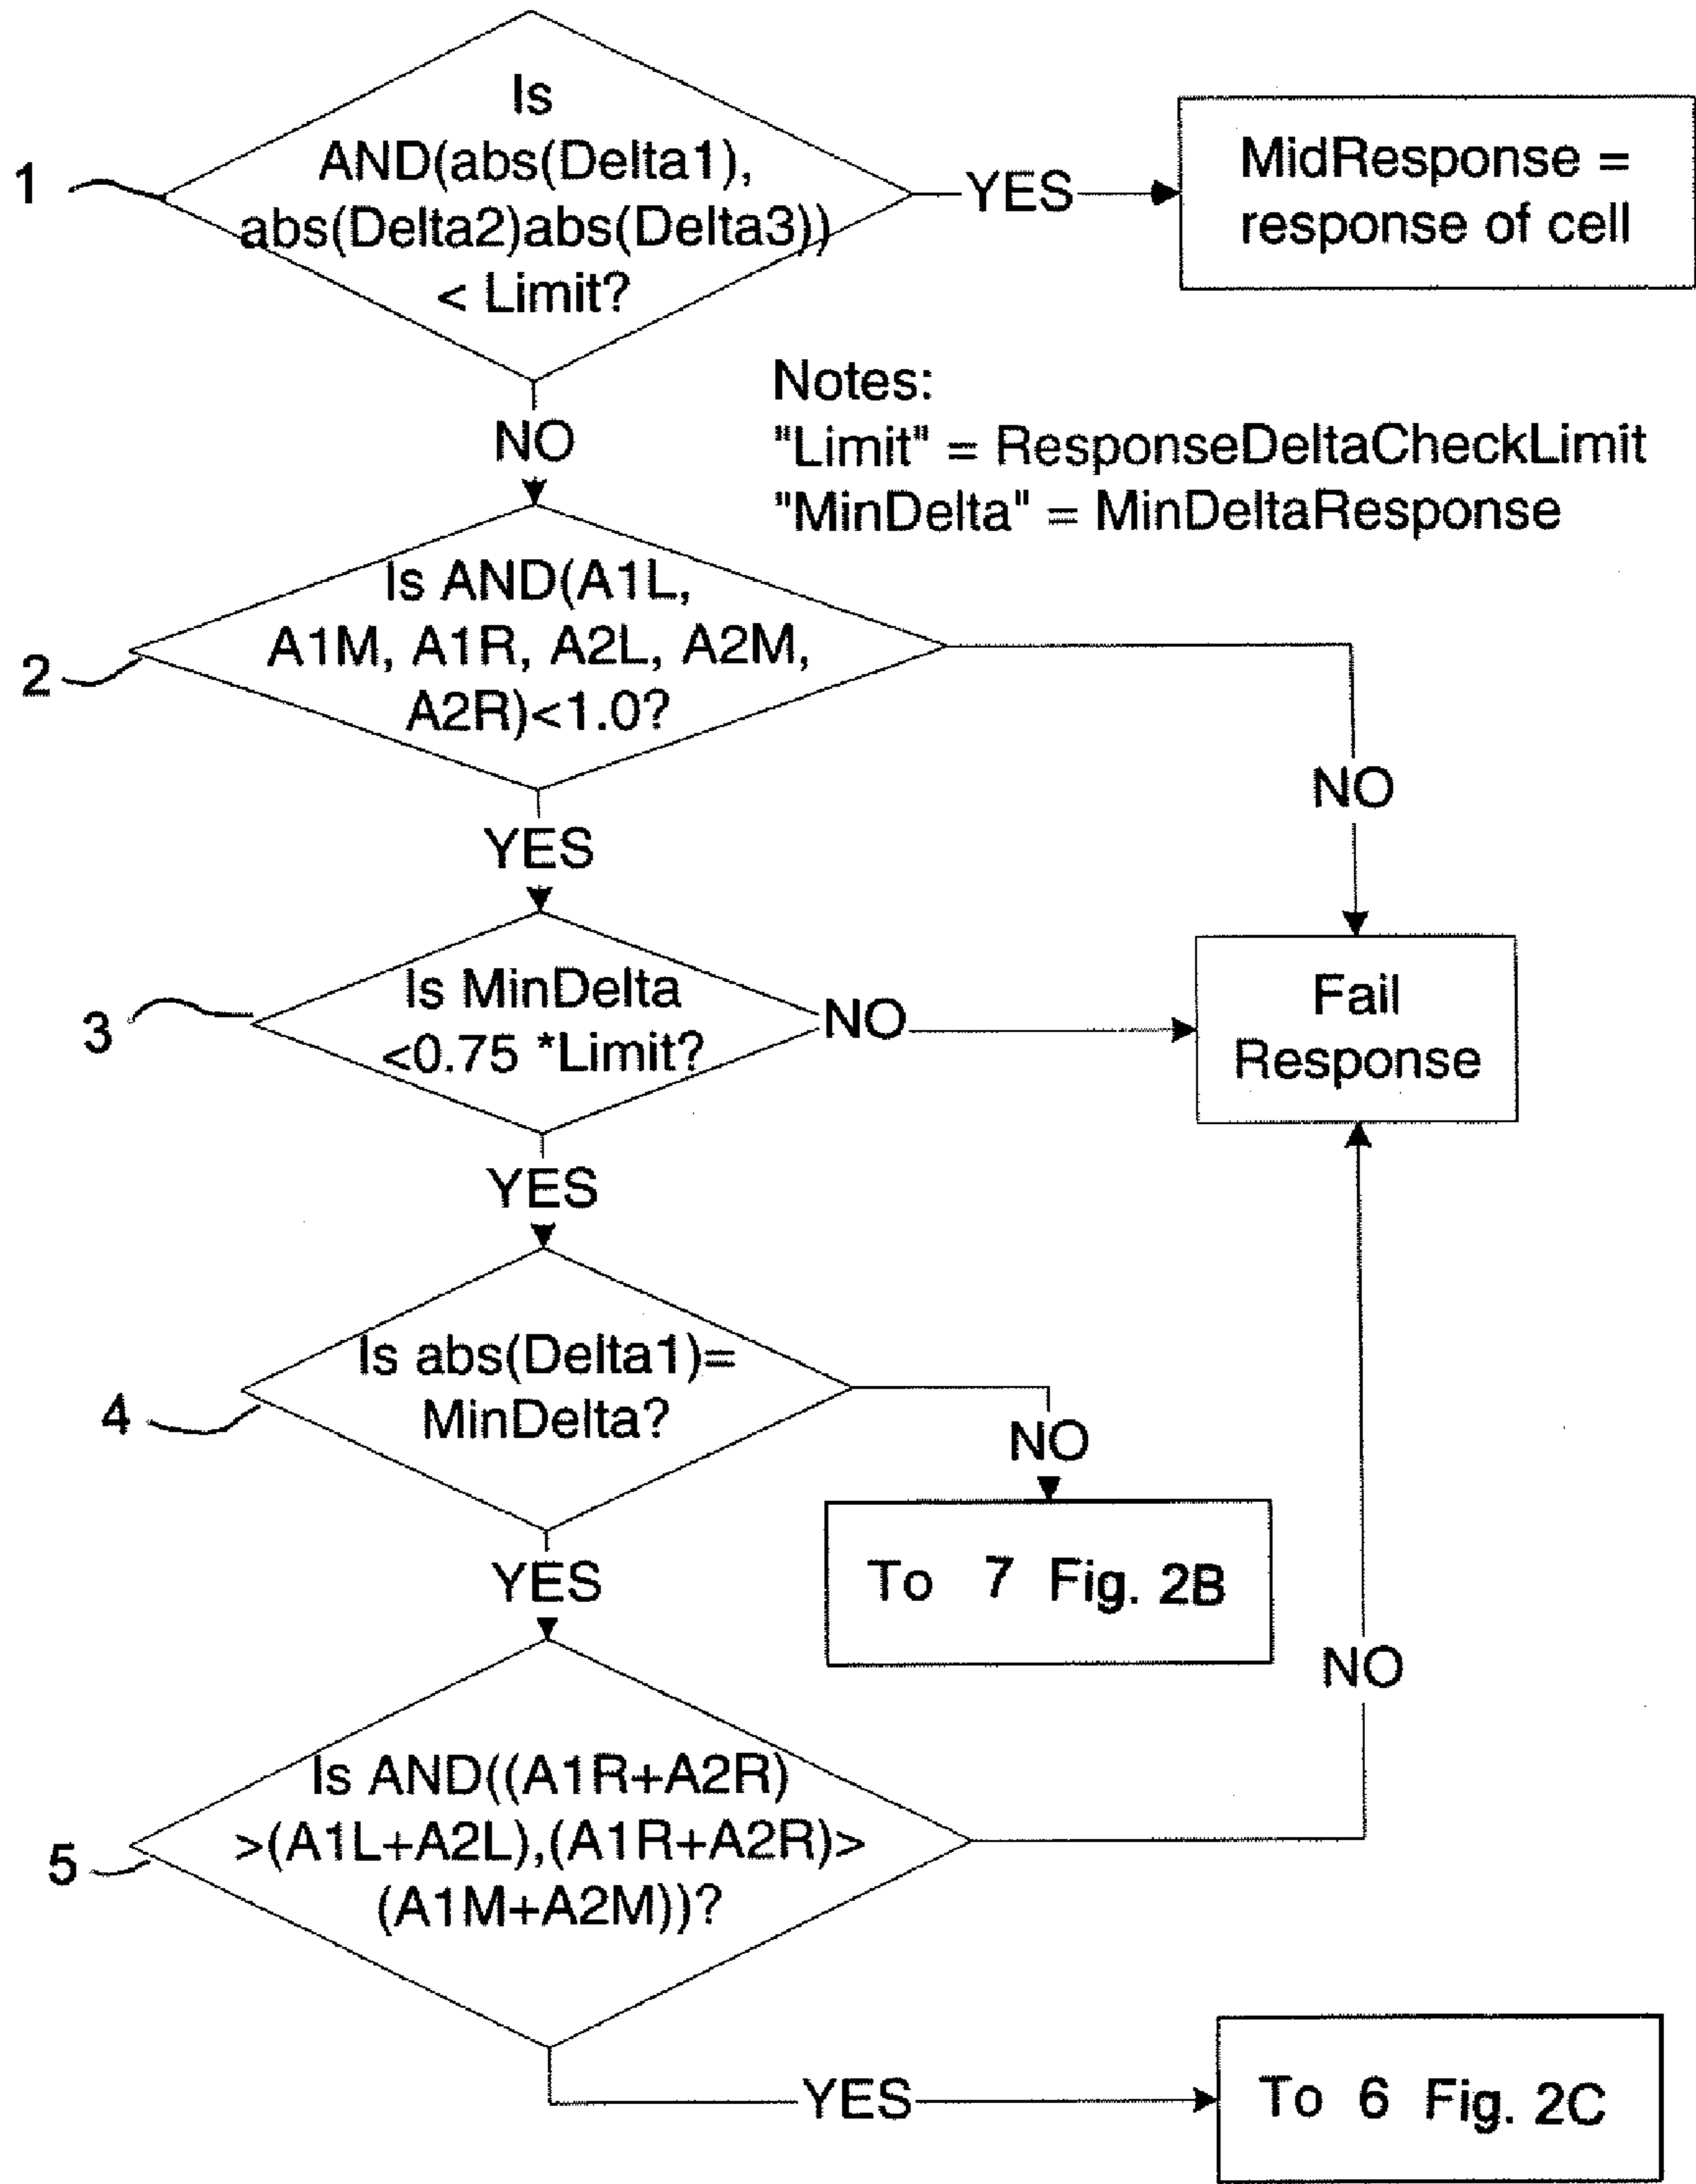 1
Is
AND(abs(Delta1),
abs(Delta2)abs(Delta3))
< Limit?
YES
MidResponse =
response of cell
NO
Notes:
"Limit" = ResponseDeltaCheckLimit
"MinDelta" = MinDeltaResponse
2
Is AND(A1L,
A1M, A1R, A2L, A2M,
A2R)<1.0?
NO
YES
3
Is MinDelta
<0.75 *Limit?
NO
Fail
Response
YES
4
Is abs(Delta1)=
MinDelta?
NO
To 7 Fig. 2B
YES
5
Is AND((A1R+A2R)
>(A1L+A2L),(A1R+A2R)>
(A1M+A2M))?
NO
YES
To 6 Fig. 2C